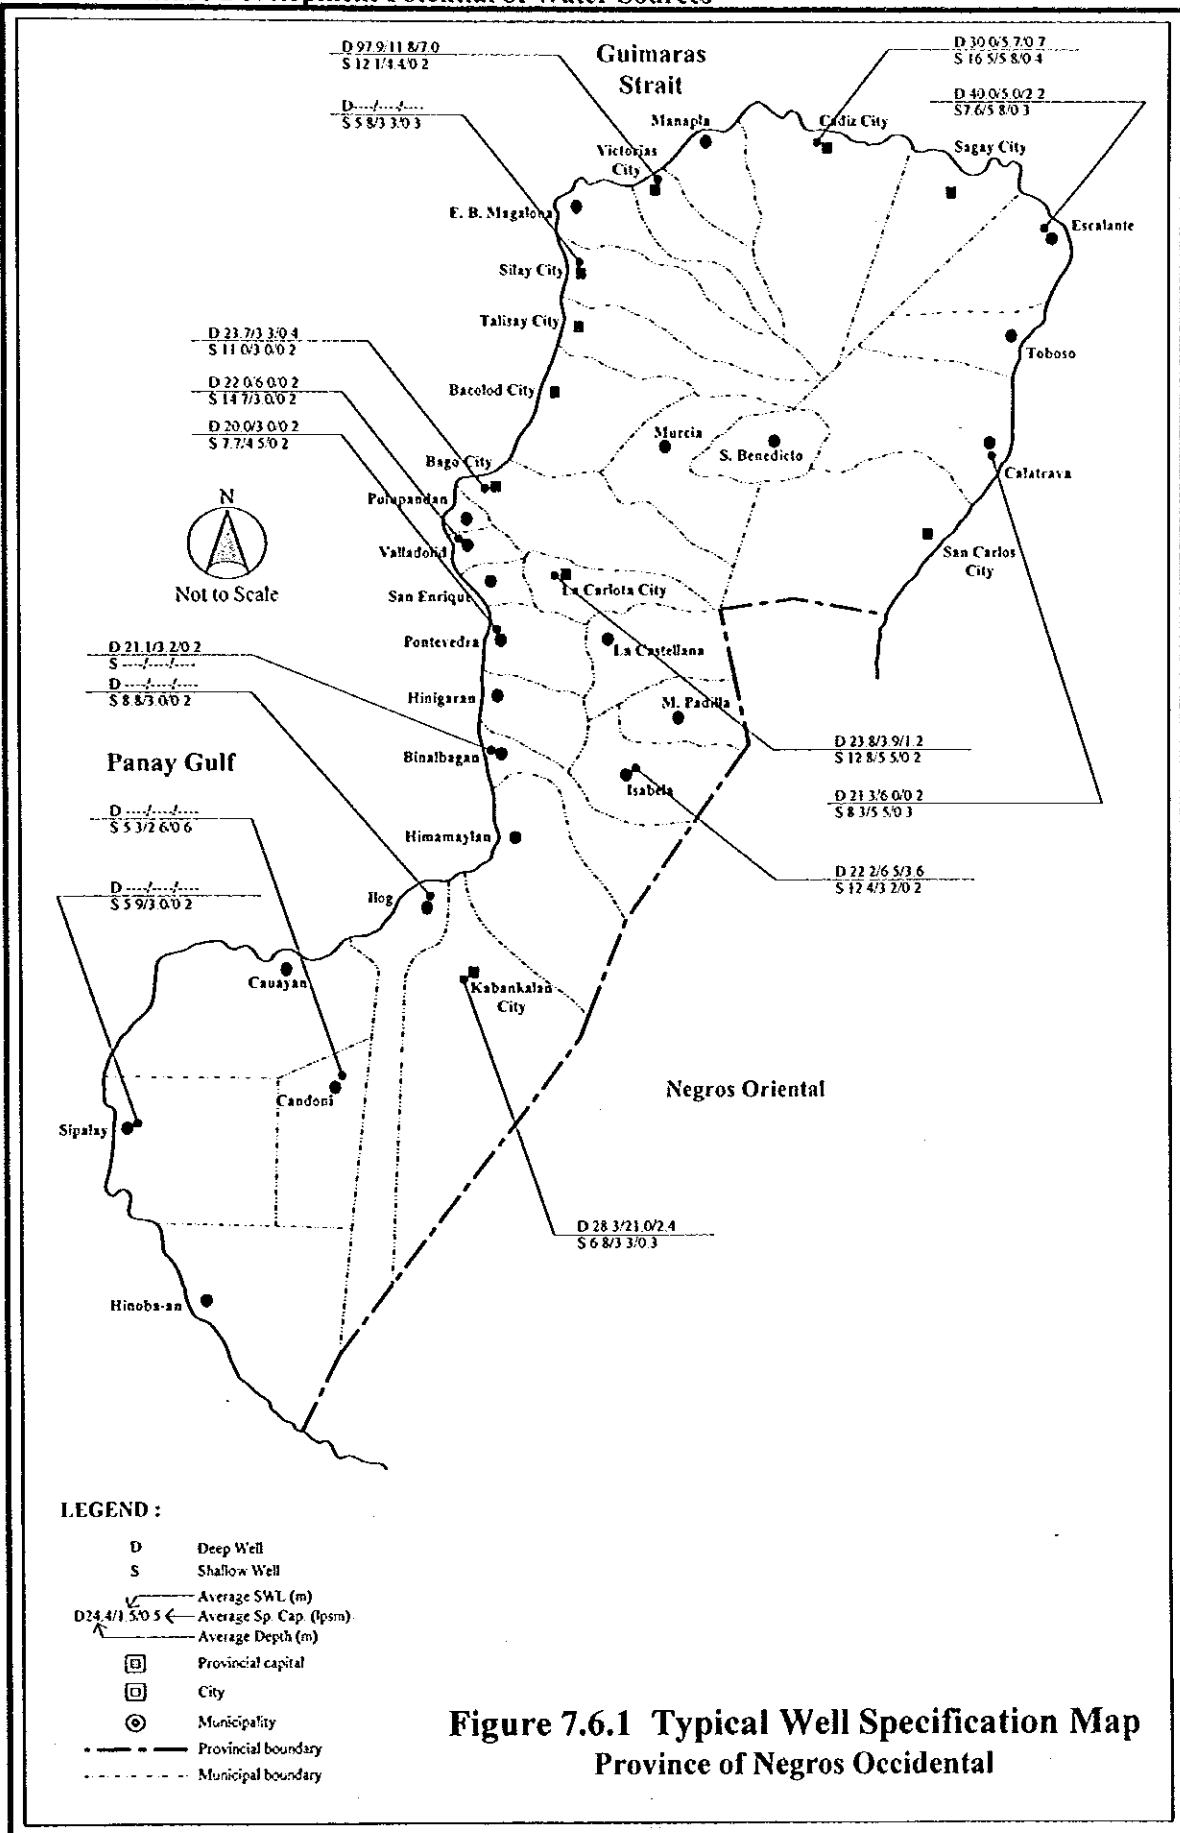 Development Potential of Water Sources
D 97.9/11.8/7.0
S 12.1/4.4/0.2
Guimaras
Strait
D 30.0/5.7/0.7
S 16.5/5.8/0.4
D----/----/----
S 5.8/3.3/0.3
D 40.0/5.0/2.2
S7.6/5.8/0.3
Manapla
Cadiz City
Victorias
City
Sagay City
E. B. Magalona
Escalante
Silay City
Talisay City
Toboso
D 23.7/3.3/0.4
S 11.0/3.0/0.2
D 22.0/6.0/0.2
S 14.7/3.0/0.2
Bacolod City
D 20.0/3.0/0.2
S 7.7/4.5/0.2
Murcia
S. Benedicto
Bago City
Calatrava
N
Pulupandan
Valladolid
San Carlos
City
Not to Scale
San Enrique
La Carlota City
Pontevedra
La Castellana
D 21.1/3.2/0.2
S ----/----/----
D ----/----/----
S 8.8/3.0/0.2
Hinigaran
M. Padilla
Panay Gulf
Binalbagan
D 23.8/3.9/1.2
S 12.8/5.5/0.2
Isabela
D 21.3/6.0/0.2
S 8.3/5.5/0.3
D ----/----/----
S 5.3/2.6/0.6
Himamaylan
D 22.2/6.5/3.6
S 12.4/3.2/0.2
D ----/----/----
S 5.9/3.0/0.2
Ilog
Cauayan
Kabankalan
City
Candoni
Negros Oriental
Sipalay
D 28.3/21.0/2.4
S 6.8/3.3/0.3
Hinoba-an
LEGEND :
D Deep Well
S Shallow Well
Average SWL (m)
D24.4/1.5/0.5 Average Sp. Cap. (lpsm)
Average Depth (m)
Provincial capital
City
Municipality
Provincial boundary
Municipal boundary
Figure 7.6.1 Typical Well Specification Map
Province of Negros Occidental